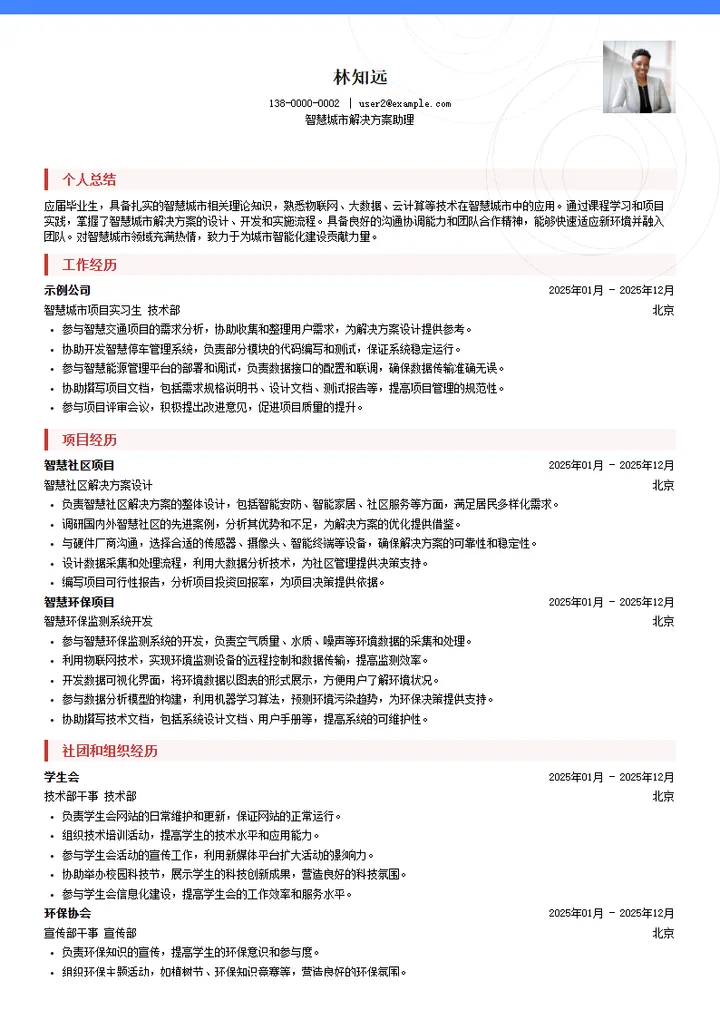 林知远
138-0000-0002 | user2@example.com
智慧城市解决方案助理
个人总结
应届毕业生，具备扎实的智慧城市相关理论知识，熟悉物联网、大数据、云计算等技术在智慧城市中的应用。通过课程学习和项目
实践，掌握了智慧城市解决方案的设计、开发和实施流程。具备良好的沟通协调能力和团队合作精神，能够快速适应新环境并融入
团队。对智慧城市领域充满热情，致力于为城市智能化建设贡献力量。
工作经历
示例公司 2025年01月 - 2025年12月
智慧城市项目实习生 技术部 北京
• 参与智慧交通项目的需求分析，协助收集和整理用户需求，为解决方案设计提供参考。
• 协助开发智慧停车管理系统，负责部分模块的代码编写和测试，保证系统稳定运行。
• 参与智慧能源管理平台的部署和调试，负责数据接口的配置和联调，确保数据传输准确无误。
• 协助撰写项目文档，包括需求规格说明书、设计文档、测试报告等，提高项目管理的规范性。
• 参与项目评审会议，积极提出改进意见，促进项目质量的提升。
项目经历
智慧社区项目 2025年01月 - 2025年12月
智慧社区解决方案设计 北京
• 负责智慧社区解决方案的整体设计，包括智能安防、智能家居、社区服务等方面，满足居民多样化需求。
• 调研国内外智慧社区的先进案例，分析其优势和不足，为解决方案的优化提供借鉴。
• 与硬件厂商沟通，选择合适的传感器、摄像头、智能终端等设备，确保解决方案的可靠性和稳定性。
• 设计数据采集和处理流程，利用大数据分析技术，为社区管理提供决策支持。
• 编写项目可行性报告，分析项目投资回报率，为项目决策提供依据。
智慧环保项目 2025年01月 - 2025年12月
智慧环保监测系统开发 北京
• 参与智慧环保监测系统的开发，负责空气质量、水质、噪声等环境数据的采集和处理。
• 利用物联网技术，实现环境监测设备的远程控制和数据传输，提高监测效率。
• 开发数据可视化界面，将环境数据以图表的形式展示，方便用户了解环境状况。
• 参与数据分析模型的构建，利用机器学习算法，预测环境污染趋势，为环保决策提供支持。
• 协助撰写技术文档，包括系统设计文档、用户手册等，提高系统的可维护性。
社团和组织经历
学生会 2025年01月 - 2025年12月
技术部干事 技术部 北京
• 负责学生会网站的日常维护和更新，保证网站的正常运行。
• 组织技术培训活动，提高学生的技术水平和应用能力。
• 参与学生会活动的宣传工作，利用新媒体平台扩大活动的影响力。
• 协助举办校园科技节，展示学生的科技创新成果，营造良好的科技氛围。
• 参与学生会信息化建设，提高学生会的工作效率和服务水平。
环保协会 2025年01月 - 2025年12月
宣传部干事 宣传部 北京
• 负责环保知识的宣传，提高学生的环保意识和参与度。
• 组织环保主题活动，如植树节、环保知识竞赛等，营造良好的环保氛围。